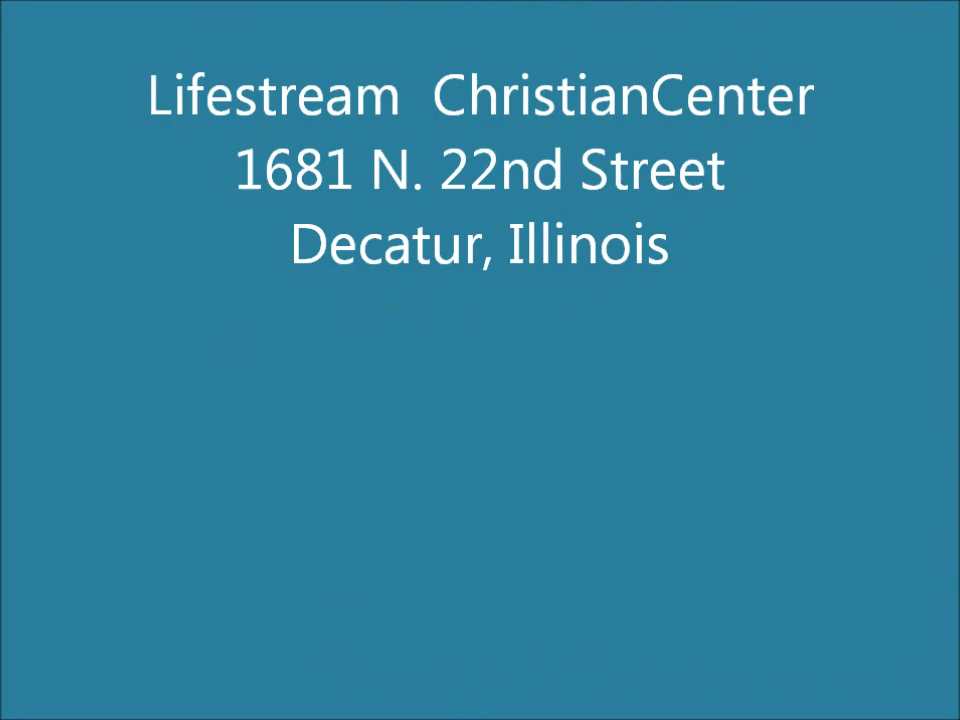 Lifestream  ChristianCenter
1681 N. 22nd Street
Decatur, Illinois